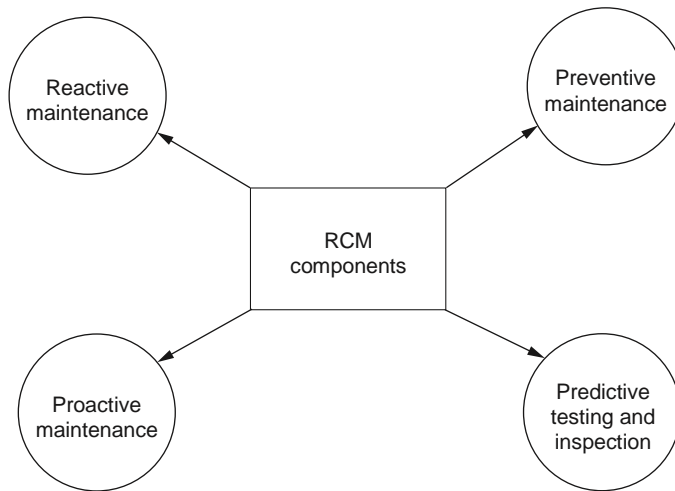 Reactive
maintenance
Preventive
maintenance
RCM
components
Proactive
maintenance
Predictive
testing and
inspection